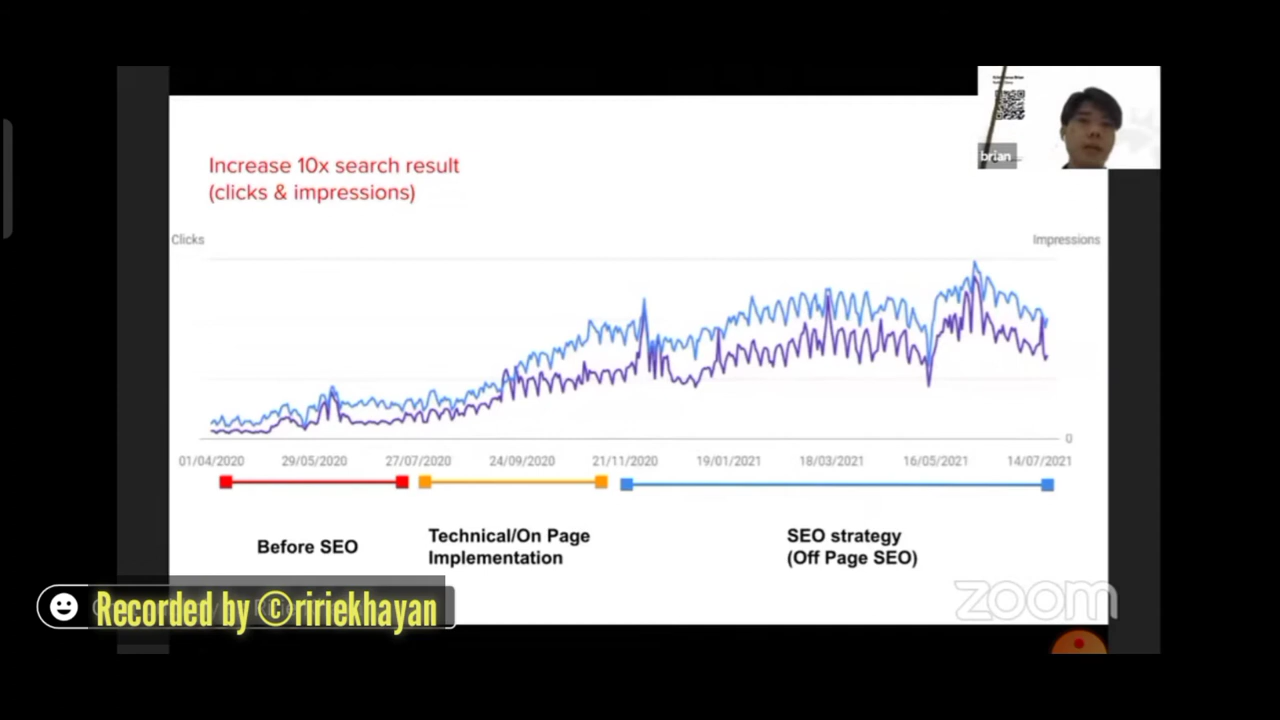 brian
Increase 10x search result
(clicks & impressions)
Clicks
Impressions
0
01/04/2020
29/05/2020
27/07/2020
24/09/2020
21/11/2020
19/01/2021
18/03/2021
16/05/2021
14/07/2021
Before SEO
Technical/On Page
Implementation
SEO strategy
(Off Page SEO)
Recorded by ©ririekhayan
zoom